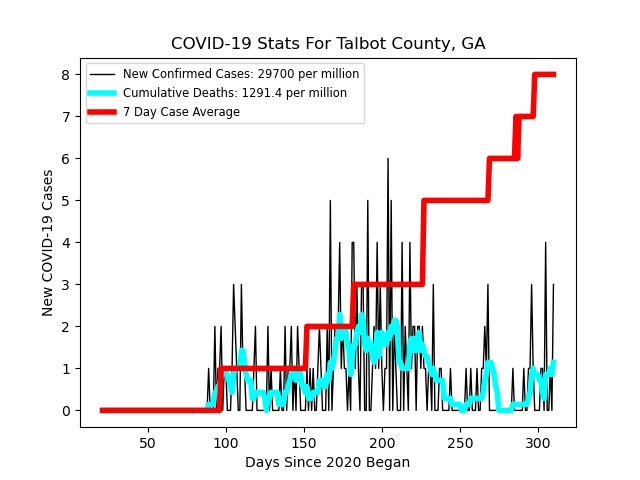 COVID-19 Stats For Talbot County, GA
New Confirmed Cases: 29700 per million
Cumulative Deaths: 1291.4 per million
7 Day Case Average
New COVID-19 Cases
8
7
6
5
4
3
2
1
0
50 100 150 200 250 300
Days Since 2020 Began